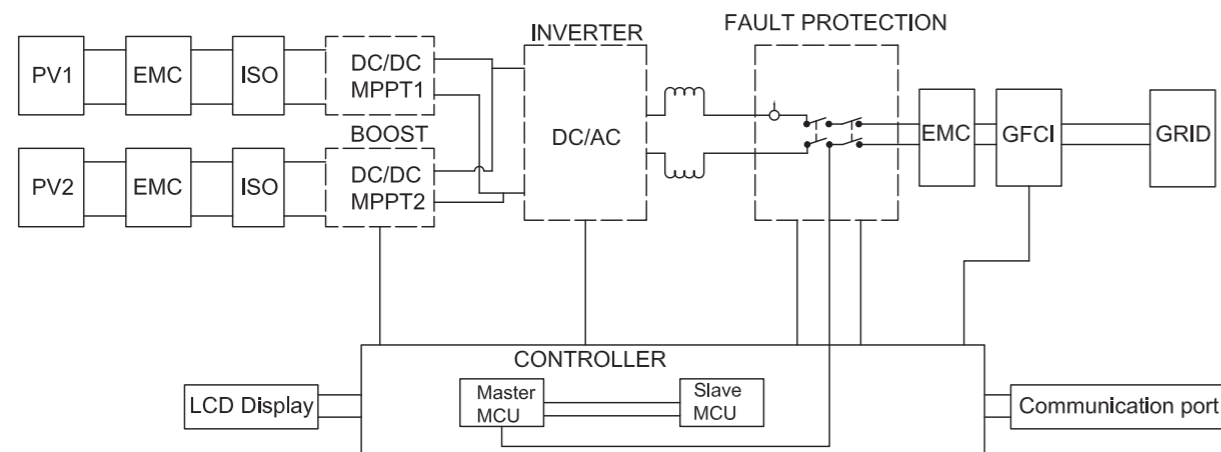 INVERTER
FAULT PROTECTION
PV1
EMC
ISO
DC/DC
MPPT1
BOOST
DC/AC
EMC
GFCI
GRID
PV2
EMC
ISO
DC/DC
MPPT2
CONTROLLER
LCD Display
Master
MCU
Slave
MCU
Communication port